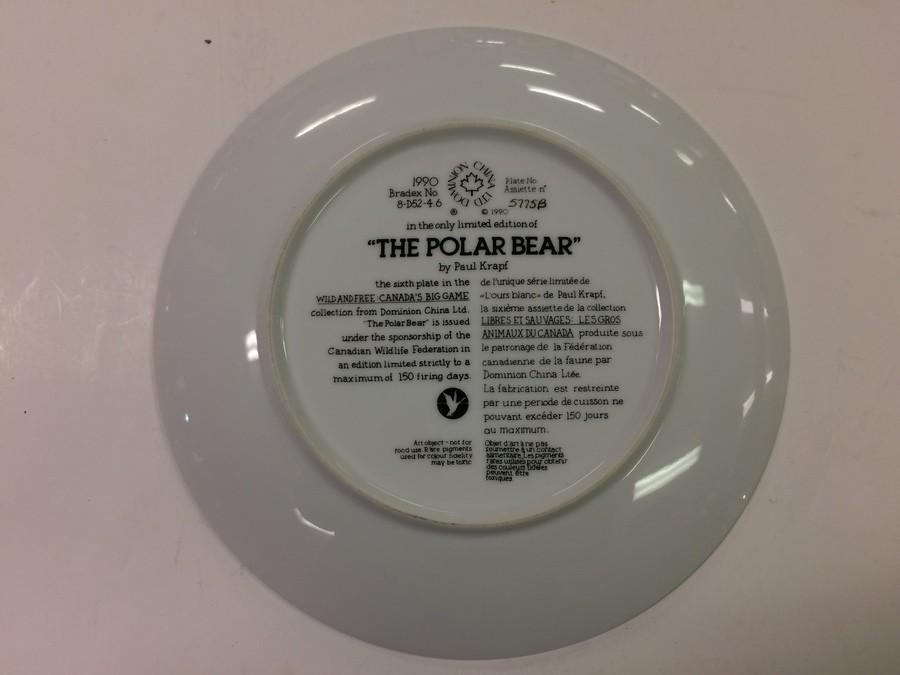 1990
Bradex No.
8-D52-4.6
DOMINION CHINA LTD
® © 1990
Plate No.
Assiette n°
5775B
in the only limited edition of
"THE POLAR BEAR"
by Paul Krapf
the sixth plate in the
WILD AND FREE: CANADA'S BIG GAME
collection from Dominion China Ltd.
"The Polar Bear" is issued
under the sponsorship of the
Canadian Wildlife Federation in
an edition limited strictly to a
maximum of 150 firing days.
de l'unique série limitée de
«L'ours blanc» de Paul Krapf,
la sixième assiette de la collection
LIBRES ET SAUVAGES: LES GROS
ANIMAUX DU CANADA produite sous
le patronage de la Fédération
canadienne de la faune par
Dominion China Ltée.
La fabrication est restreinte
par une période de cuisson ne
pouvant excéder 150 jours
au maximum.
Art object - not for
food use. Rare pigments
used for colour fidelity
may be toxic
Objet d'art à ne pas
soumettre à un contact
alimentaire. Les pigments
rares utilisés pour obtenir
des couleurs fidèles
peuvent être
toxiques